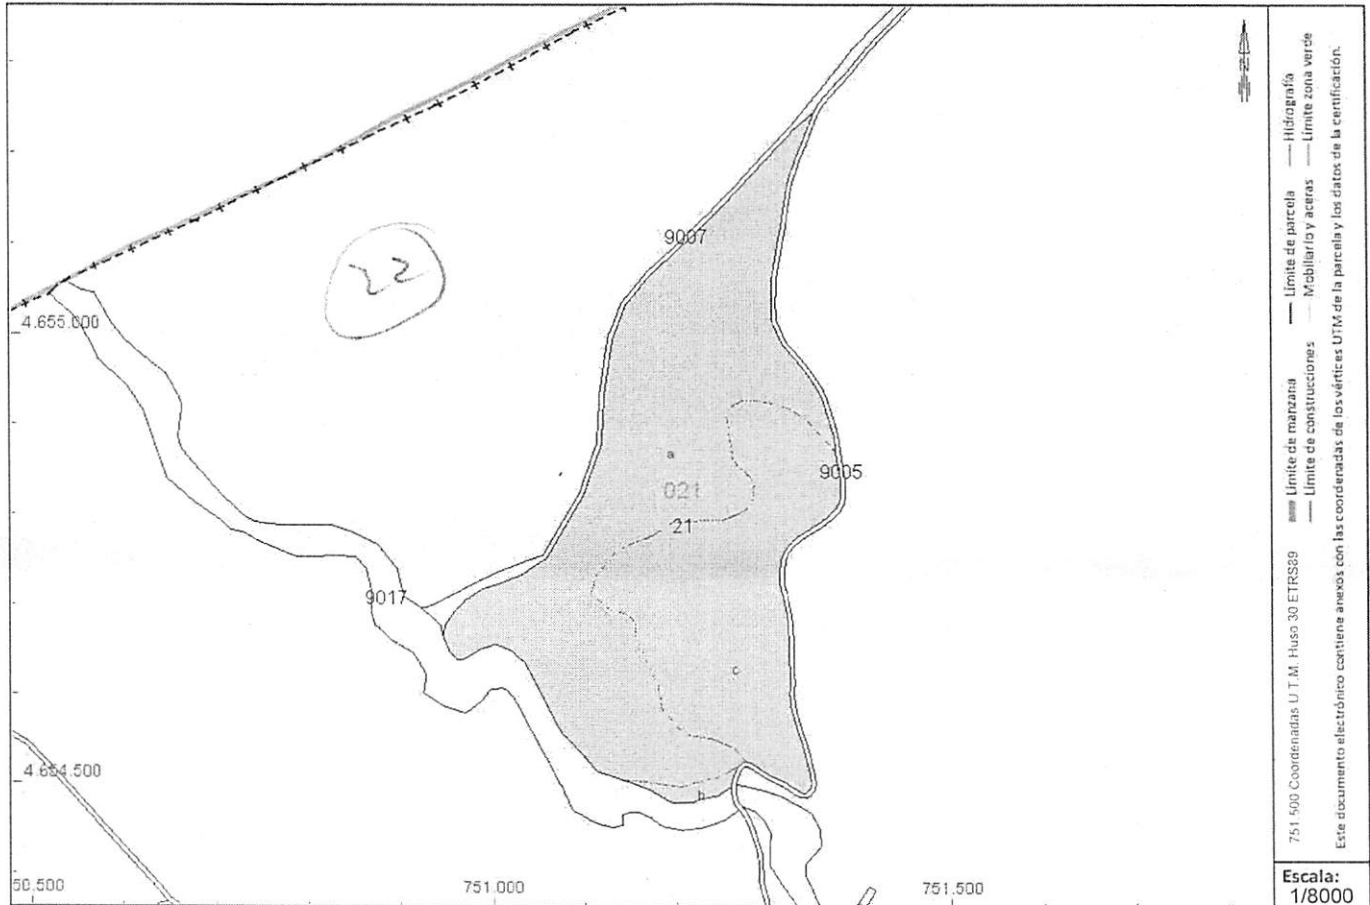 9007
22
4.655.000
a
9005
021
21
9017
c
4.654.500
b
50.500
751.000
751.500
N
751.500 Coordenadas U.T.M. Huso 30 ETRS89
Límite de manzana
Límite de parcela
Hidrografía
Límite de construcciones
Mobiliario y aceras
Límite zona verde
Este documento electrónico contiene anexos con las coordenadas de los vértices UTM de la parcela y los datos de la certificación.
Escala:
1/8000